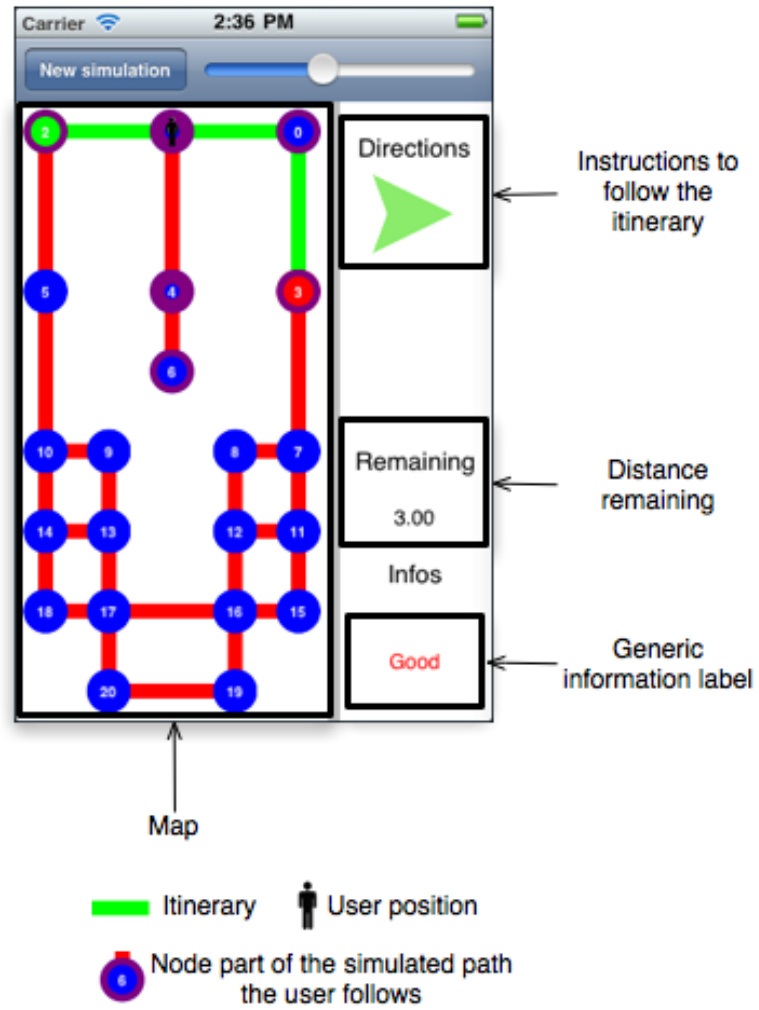 Carrier 2:36 PM
New simulation
2 0
Directions
Instructions to
follow the
itinerary
5 4 3
6
10 9 8 7
Remaining
3.00
Distance
remaining
14 13 12 11
Infos
18 17 16 15
Good
Generic
information label
20 19
Map
Itinerary User position
6 Node part of the simulated path
the user follows